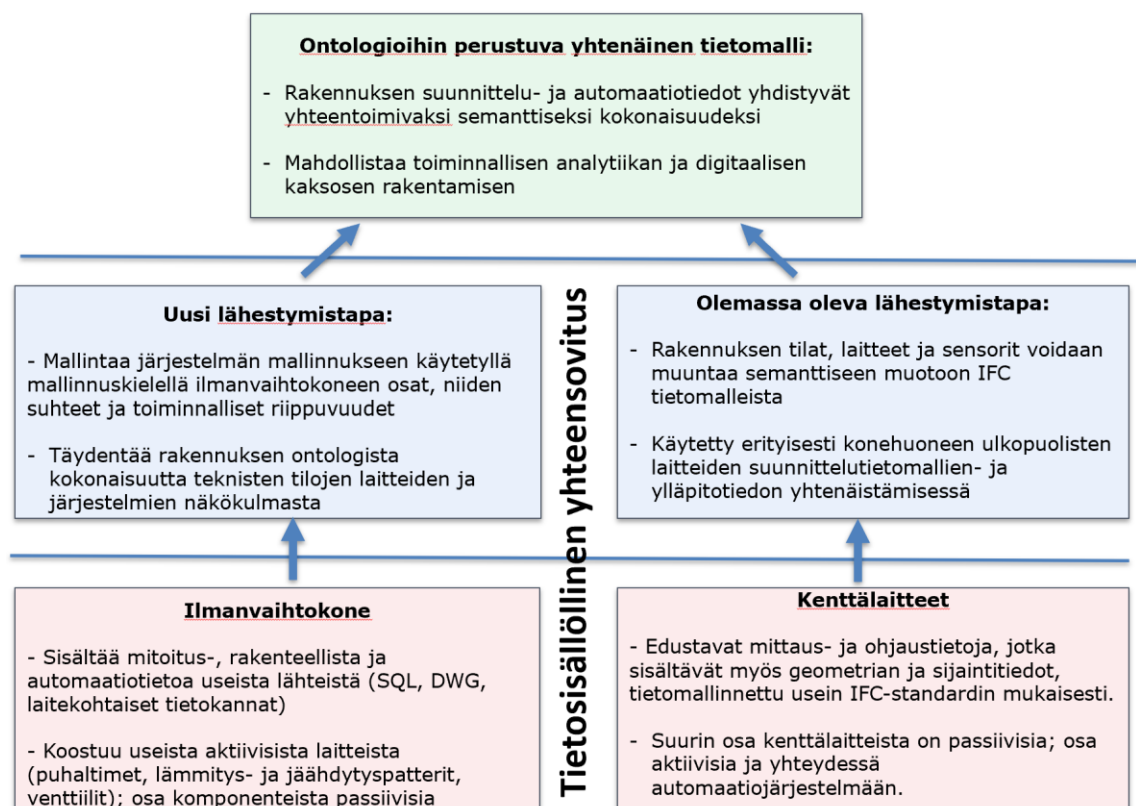 Ontologioihin perustuva yhtenäinen tietomalli:
- Rakennuksen suunnittelu- ja automaatiotiedot yhdistyvät
yhteentoimivaksi semanttiseksi kokonaisuudeksi
- Mahdollistaa toiminnallisen analytiikan ja digitaalisen
kaksosen rakentamisen
Uusi lähestymistapa:
- Mallintaa järjestelmän mallinnukseen käytetyllä
mallinnuskielellä ilmanvaihtokoneen osat, niiden
suhteet ja toiminnalliset riippuvuudet
- Täydentää rakennuksen ontologista
kokonaisuutta teknisten tilojen laitteiden ja
järjestelmien näkökulmasta
Tietosisällöllinen yhteensovitus
Olemassa oleva lähestymistapa:
- Rakennuksen tilat, laitteet ja sensorit voidaan
muuntaa semanttiseen muotoon IFC
tietomalleista
- Käytetty erityisesti konehuoneen ulkopuolisten
laitteiden suunnittelutietomallien- ja
ylläpitotiedon yhtenäistämisessä
Ilmanvaihtokone
- Sisältää mitoitus-, rakenteellista ja
automaatiotietoa useista lähteistä (SQL, DWG,
laitekohtaiset tietokannat)
- Koostuu useista aktiivisista laitteista
(puhaltimet, lämmitys- ja jäähdytyspatterit,
venttiilit); osa komponenteista passiivisia
Kenttälaitteet
- Edustavat mittaus- ja ohjaustietoja, jotka
sisältävät myös geometrian ja sijaintitiedot,
tietomallinnettu usein IFC-standardin mukaisesti.
- Suurin osa kenttälaitteista on passiivisia; osa
aktiivisia ja yhteydessä
automaatiojärjestelmään.